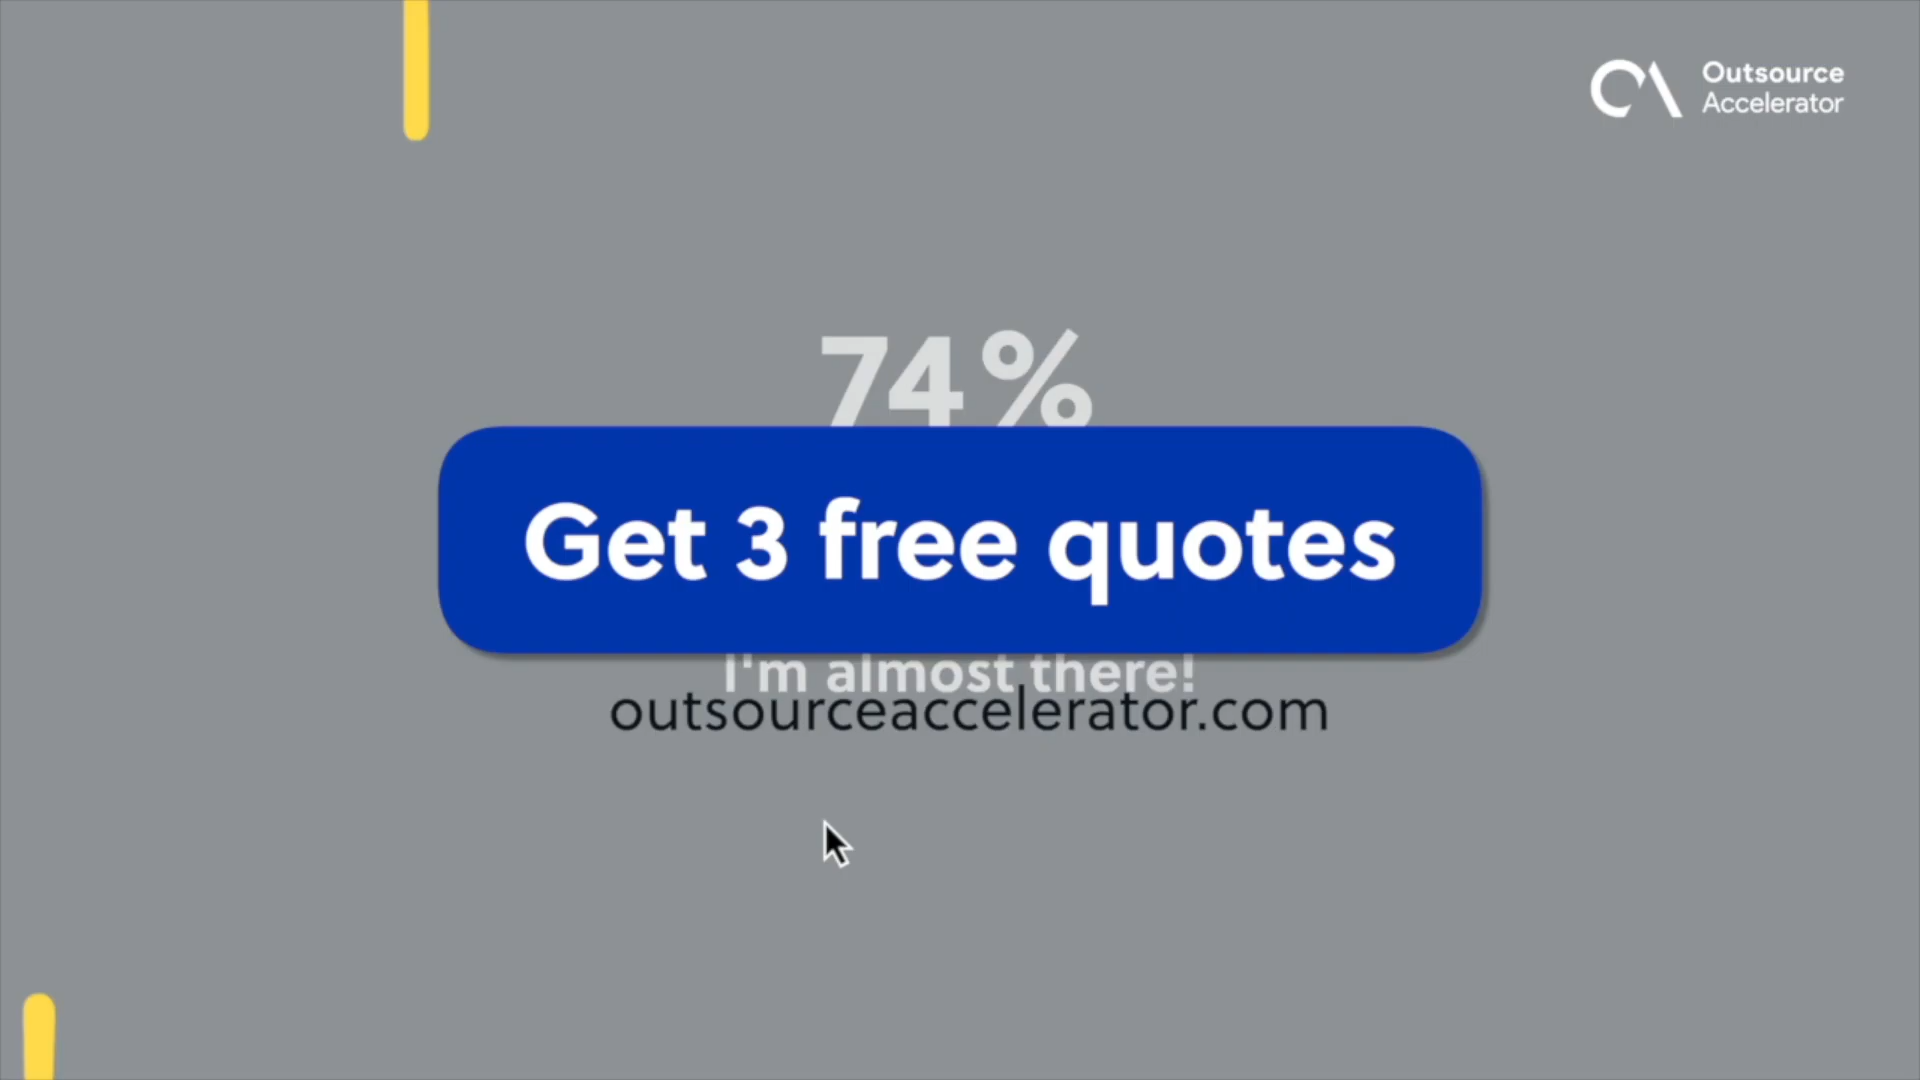 Outsource
Accelerator
74%
Get 3 free quotes
I'm almost there!
outsourceaccelerator.com